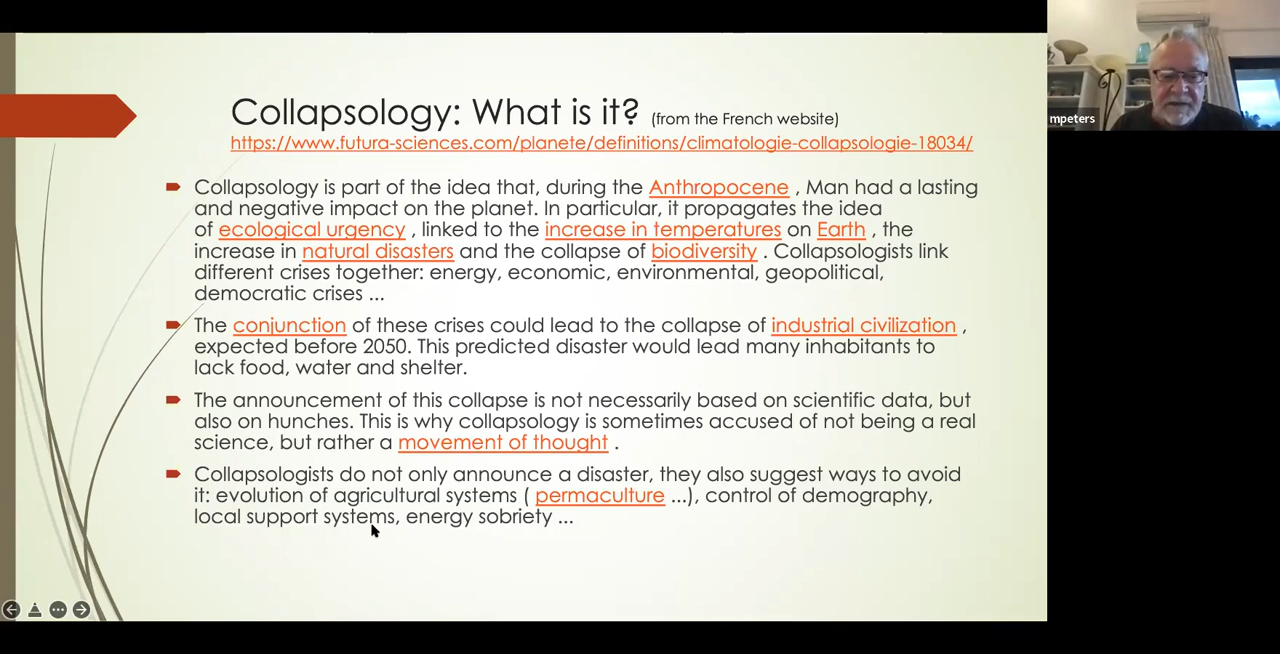 Collapsology: What is it? (from the French website)
https://www.futura-sciences.com/planete/definitions/climatologie-collapsologie-18034/
Collapsology is part of the idea that, during the Anthropocene , Man had a lasting
and negative impact on the planet. In particular, it propagates the idea
of ecological urgency , linked to the increase in temperatures on Earth , the
increase in natural disasters and the collapse of biodiversity . Collapsologists link
different crises together: energy, economic, environmental, geopolitical,
democratic crises ...
The conjunction of these crises could lead to the collapse of industrial civilization ,
expected before 2050. This predicted disaster would lead many inhabitants to
lack food, water and shelter.
The announcement of this collapse is not necessarily based on scientific data, but
also on hunches. This is why collapsology is sometimes accused of not being a real
science, but rather a movement of thought .
Collapsologists do not only announce a disaster, they also suggest ways to avoid
it: evolution of agricultural systems ( permaculture ...), control of demography,
local support systems, energy sobriety ...
mpeters